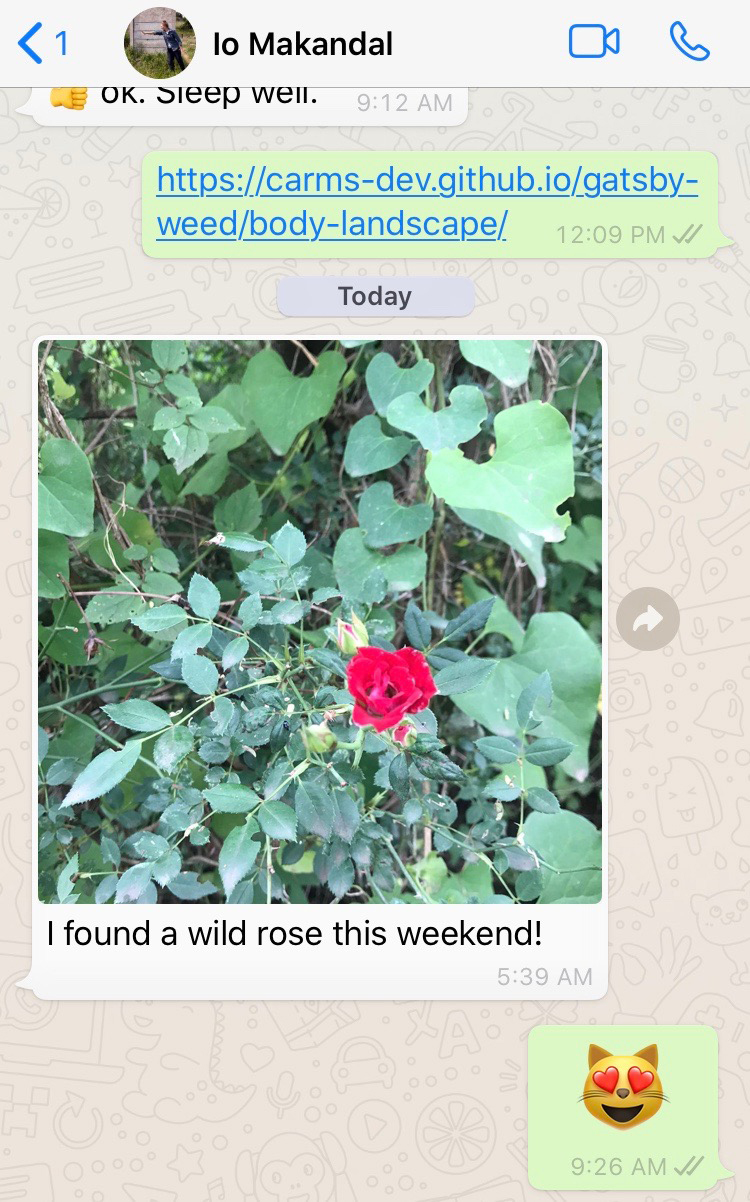 1
Io Makandal
👍 ok. Sleep well.
9:12 AM
https://carms-dev.github.io/gatsby-
weed/body-landscape/
12:09 PM
Today
I found a wild rose this weekend!
5:39 AM
😻
9:26 AM